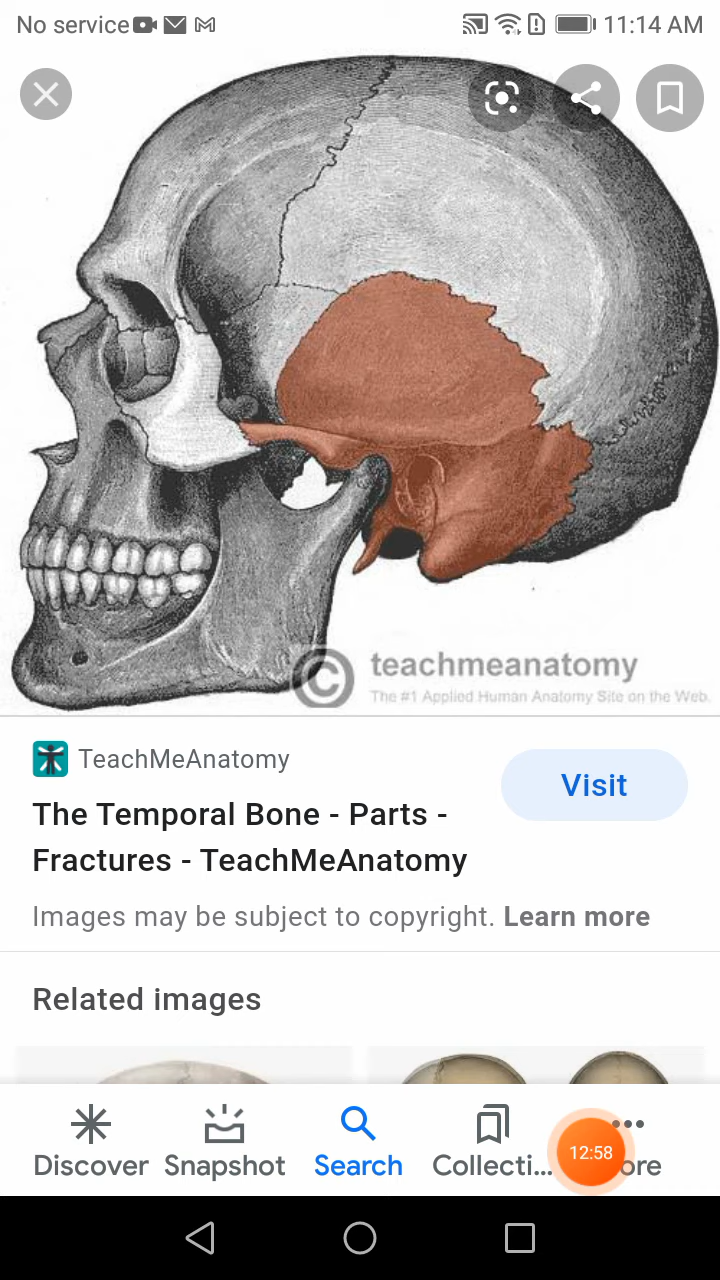 No service 11:14 AM
©
teachmeanatomy
The #1 Applied Human Anatomy Site on the Web.
TeachMeAnatomy
Visit
The Temporal Bone - Parts -
Fractures - TeachMeAnatomy
Images may be subject to copyright. Learn more
Related images
Discover Snapshot Search Collecti... ore
12:58